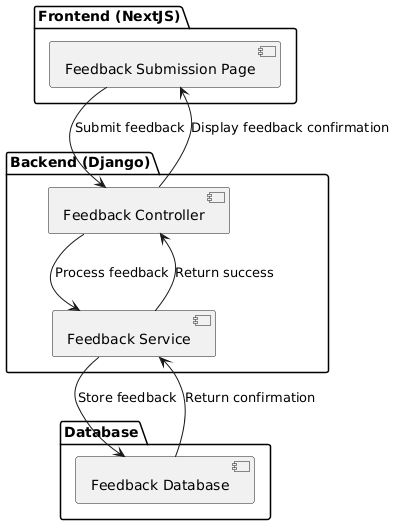 Frontend (NextJS)
Feedback Submission Page
Submit feedback
Display feedback confirmation
Backend (Django)
Feedback Controller
Process feedback
Return success
Feedback Service
Store feedback
Return confirmation
Database
Feedback Database